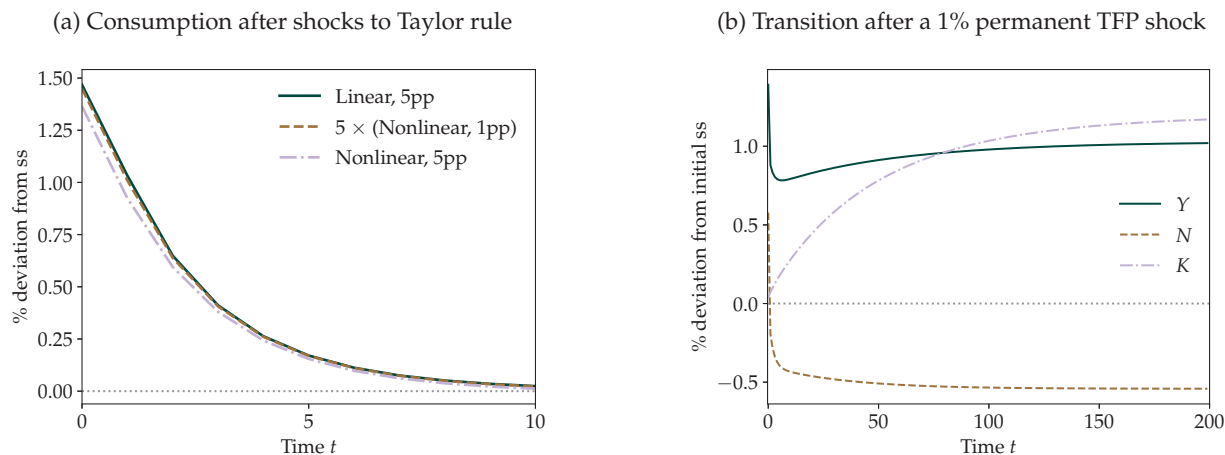 (a) Consumption after shocks to Taylor rule
% deviation from ss
1.50
1.25
1.00
0.75
0.50
0.25
0.00
Linear, 5pp
5 × (Nonlinear, 1pp)
Nonlinear, 5pp
0
5
10
Time t
(b) Transition after a 1% permanent TFP shock
% deviation from initial ss
1.0
0.5
0.0
−0.5
Y
N
K
0
50
100
150
200
Time t